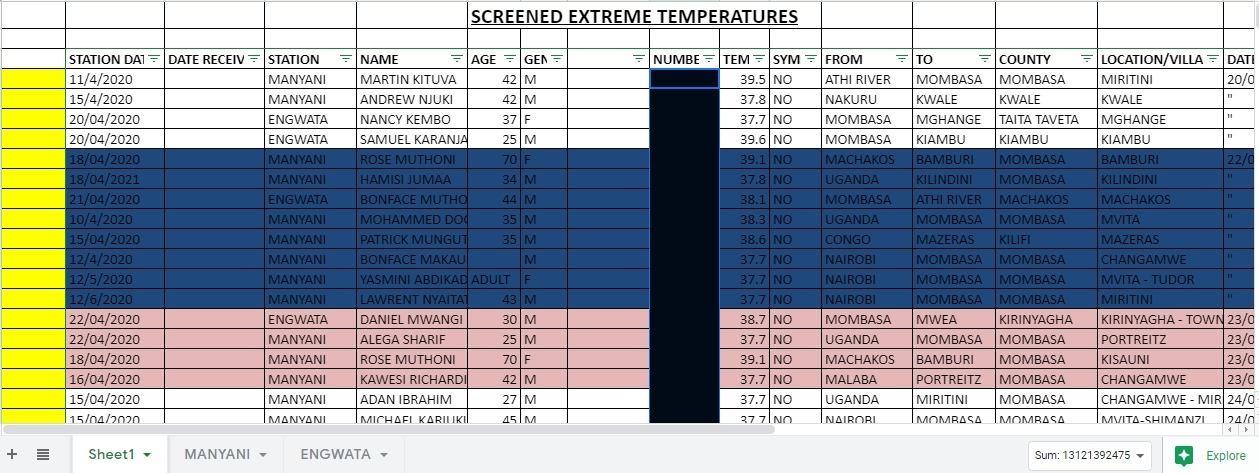 SCREENED EXTREME TEMPERATURES
STATION DAT DATE RECEIV STATION NAME AGE GEN NUMBE TEM SYM FROM TO COUNTY LOCATION/VILLA DATE
11/4/2020 MANYANI MARTIN KITUVA 42 M 39.5 NO ATHI RIVER MOMBASA MOMBASA MIRITINI 20/0
15/4/2020 MANYANI ANDREW NJUKI 42 M 37.8 NO NAKURU KWALE KWALE KWALE "
20/04/2020 ENGWATA NANCY KEMBO 37 F 37.7 NO MOMBASA MGHANGE TAITA TAVETA MGHANGE "
20/04/2020 ENGWATA SAMUEL KARANJA 25 M 39.6 NO MOMBASA KIAMBU KIAMBU KIAMBU "
18/04/2020 MANYANI ROSE MUTHONI 70 F 39.1 NO MACHAKOS BAMBURI MOMBASA BAMBURI 22/0
18/04/2021 MANYANI HAMISI JUMAA 34 M 37.8 NO UGANDA KILINDINI MOMBASA KILINDINI "
21/04/2020 ENGWATA BONFACE MUTHO 44 M 38.1 NO MOMBASA ATHI RIVER MACHAKOS MACHAKOS "
10/4/2020 MANYANI MOHAMMED DOO 35 M 38.3 NO UGANDA MOMBASA MOMBASA MVITA "
15/04/2020 MANYANI PATRICK MUNGUT 35 M 38.6 NO CONGO MAZERAS KILIFI MAZERAS "
12/4/2020 MANYANI BONFACE MAKAU M 37.7 NO NAIROBI MOMBASA MOMBASA CHANGAMWE "
12/5/2020 MANYANI YASMINI ABDIKAD ADULT F 37.7 NO NAIROBI MOMBASA MOMBASA MVITA - TUDOR "
12/6/2020 MANYANI LAWRENT NYAITAT 43 M 37.7 NO NAIROBI MOMBASA MOMBASA MIRITINI "
22/04/2020 ENGWATA DANIEL MWANGI 30 M 38.7 NO MOMBASA MWEA KIRINYAGHA KIRINYAGHA - TOWN 23/0
22/04/2020 MANYANI ALEGA SHARIF 25 M 37.7 NO UGANDA MOMBASA MOMBASA PORTREITZ 23/0
18/04/2020 MANYANI ROSE MUTHONI 70 F 39.1 NO MACHAKOS BAMBURI MOMBASA KISAUNI 23/0
16/04/2020 MANYANI KAWESI RICHARDI 42 M 37.7 NO MALABA PORTREITZ MOMBASA CHANGAMWE 23/0
15/04/2020 MANYANI ADAN IBRAHIM 27 M 37.7 NO UGANDA MIRITINI MOMBASA CHANGAMWE - MIR 24/0
15/04/2020 MANYANI MICHAEL KARIUKI 45 M 37.7 NO NAIROBI MOMBASA MOMBASA MVITA-SHIMANZI 24/0
Sheet1 MANYANI ENGWATA Sum: 13121392475 Explore